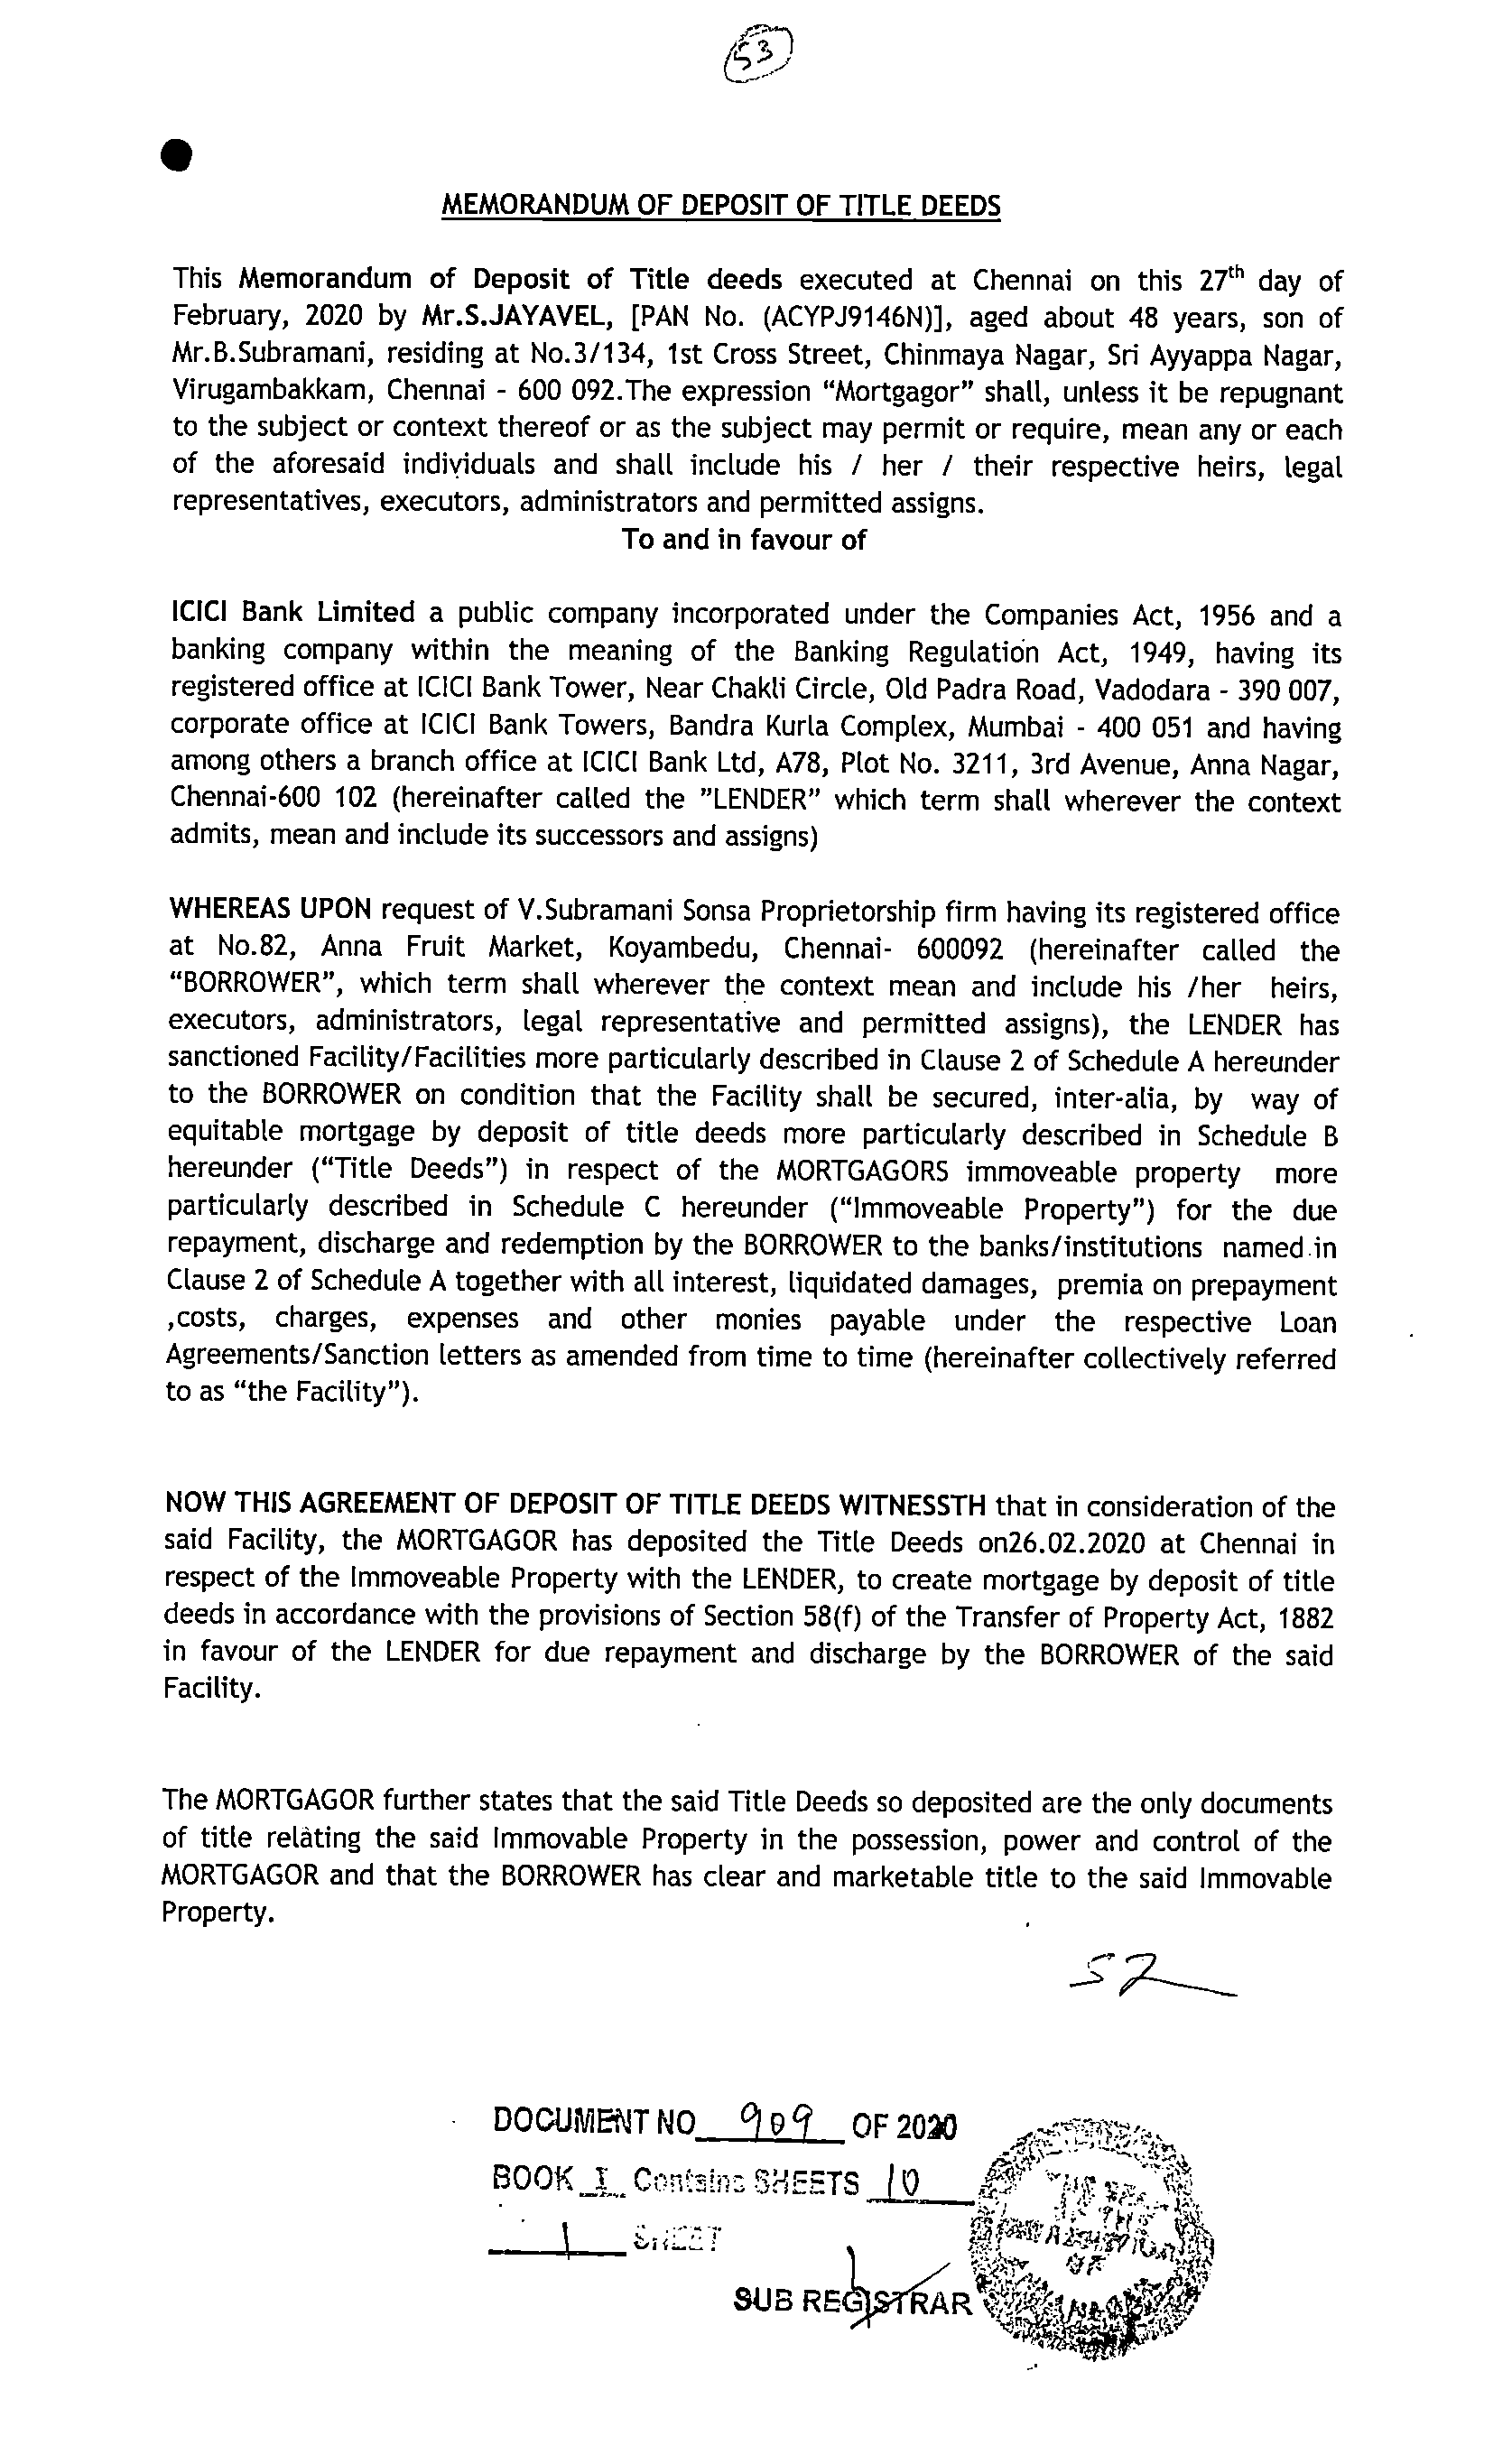 53
MEMORANDUM OF DEPOSIT OF TITLE DEEDS
This Memorandum of Deposit of Title deeds executed at Chennai on this 27th day of
February, 2020 by Mr.S.JAYAVEL, [PAN No. (ACYPJ9146N)], aged about 48 years, son of
Mr.B.Subramani, residing at No.3/134, 1st Cross Street, Chinmaya Nagar, Sri Ayyappa Nagar,
Virugambakkam, Chennai - 600 092.The expression “Mortgagor” shall, unless it be repugnant
to the subject or context thereof or as the subject may permit or require, mean any or each
of the aforesaid individuals and shall include his / her / their respective heirs, legal
representatives, executors, administrators and permitted assigns.
To and in favour of
ICICI Bank Limited a public company incorporated under the Companies Act, 1956 and a
banking company within the meaning of the Banking Regulation Act, 1949, having its
registered office at ICICI Bank Tower, Near Chakli Circle, Old Padra Road, Vadodara - 390 007,
corporate office at ICICI Bank Towers, Bandra Kurla Complex, Mumbai - 400 051 and having
among others a branch office at ICICI Bank Ltd, A78, Plot No. 3211, 3rd Avenue, Anna Nagar,
Chennai-600 102 (hereinafter called the ”LENDER” which term shall wherever the context
admits, mean and include its successors and assigns)
WHEREAS UPON request of V.Subramani Sonsa Proprietorship firm having its registered office
at No.82, Anna Fruit Market, Koyambedu, Chennai- 600092 (hereinafter called the
“BORROWER”, which term shall wherever the context mean and include his /her heirs,
executors, administrators, legal representative and permitted assigns), the LENDER has
sanctioned Facility/Facilities more particularly described in Clause 2 of Schedule A hereunder
to the BORROWER on condition that the Facility shall be secured, inter-alia, by way of
equitable mortgage by deposit of title deeds more particularly described in Schedule B
hereunder (“Title Deeds”) in respect of the MORTGAGORS immoveable property more
particularly described in Schedule C hereunder (“Immoveable Property”) for the due
repayment, discharge and redemption by the BORROWER to the banks/institutions named in
Clause 2 of Schedule A together with all interest, liquidated damages, premia on prepayment
,costs, charges, expenses and other monies payable under the respective Loan
Agreements/Sanction letters as amended from time to time (hereinafter collectively referred
to as “the Facility”).
NOW THIS AGREEMENT OF DEPOSIT OF TITLE DEEDS WITNESSTH that in consideration of the
said Facility, the MORTGAGOR has deposited the Title Deeds on26.02.2020 at Chennai in
respect of the Immoveable Property with the LENDER, to create mortgage by deposit of title
deeds in accordance with the provisions of Section 58(f) of the Transfer of Property Act, 1882
in favour of the LENDER for due repayment and discharge by the BORROWER of the said
Facility.
The MORTGAGOR further states that the said Title Deeds so deposited are the only documents
of title relating the said Immovable Property in the possession, power and control of the
MORTGAGOR and that the BORROWER has clear and marketable title to the said Immovable
Property.
DOCUMENT NO 909 OF 2020
BOOK I Contains SHEETS 10
1 SHEET
SUB REGISTRAR